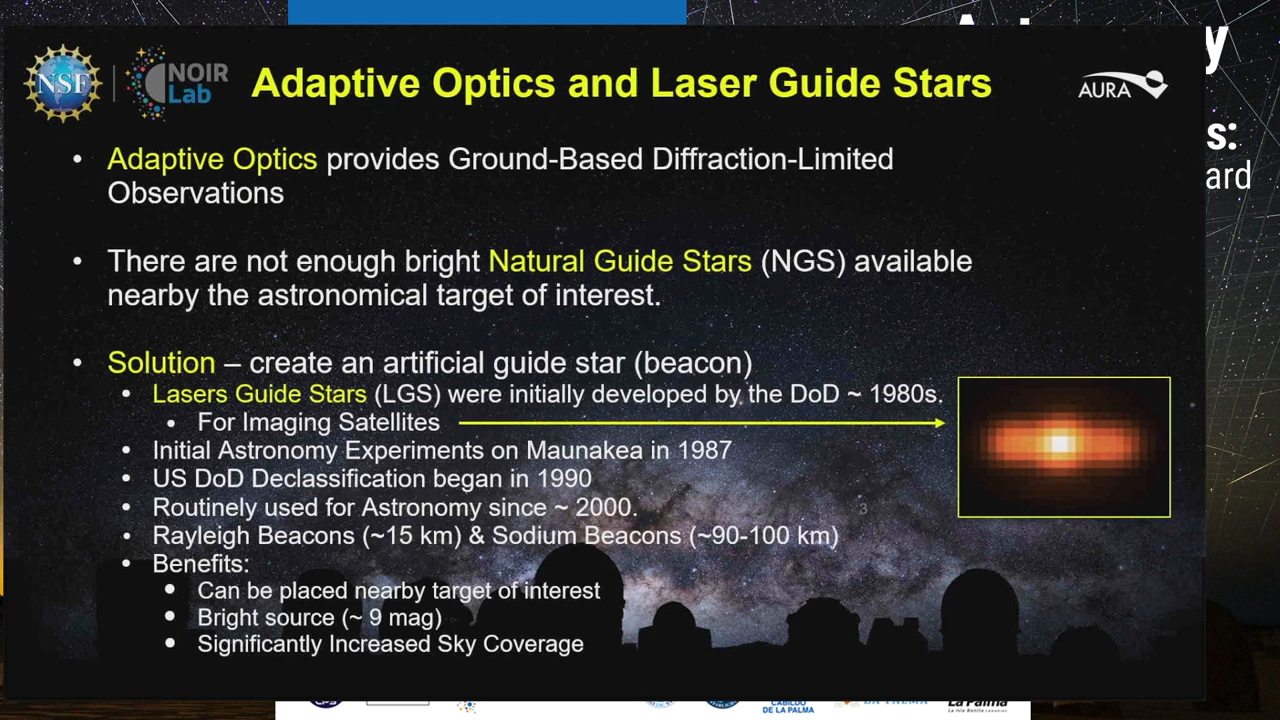 NSF
NOIR
Lab
Adaptive Optics and Laser Guide Stars
AURA
y
s:
ard
• Adaptive Optics provides Ground-Based Diffraction-Limited
Observations
• There are not enough bright Natural Guide Stars (NGS) available
nearby the astronomical target of interest.
• Solution – create an artificial guide star (beacon)
• Lasers Guide Stars (LGS) were initially developed by the DoD ~ 1980s.
• For Imaging Satellites
• Initial Astronomy Experiments on Maunakea in 1987
• US DoD Declassification began in 1990
• Routinely used for Astronomy since ~ 2000.
3
• Rayleigh Beacons (~15 km) & Sodium Beacons (~90-100 km)
• Benefits:
• Can be placed nearby target of interest
• Bright source (~ 9 mag)
• Significantly Increased Sky Coverage
CABILDO
DE LA PALMA
LA PALMA
La Palma